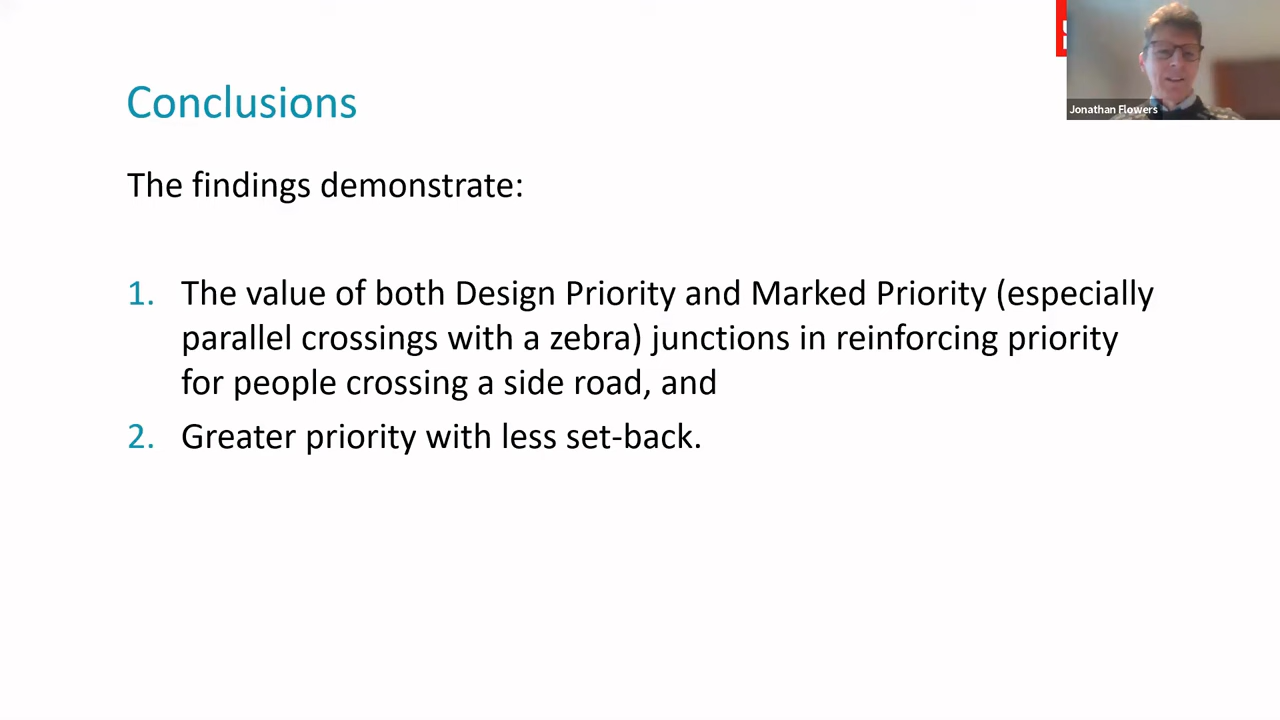 Conclusions
Jonathan Flowers
The findings demonstrate:
1. The value of both Design Priority and Marked Priority (especially
parallel crossings with a zebra) junctions in reinforcing priority
for people crossing a side road, and
2. Greater priority with less set-back.